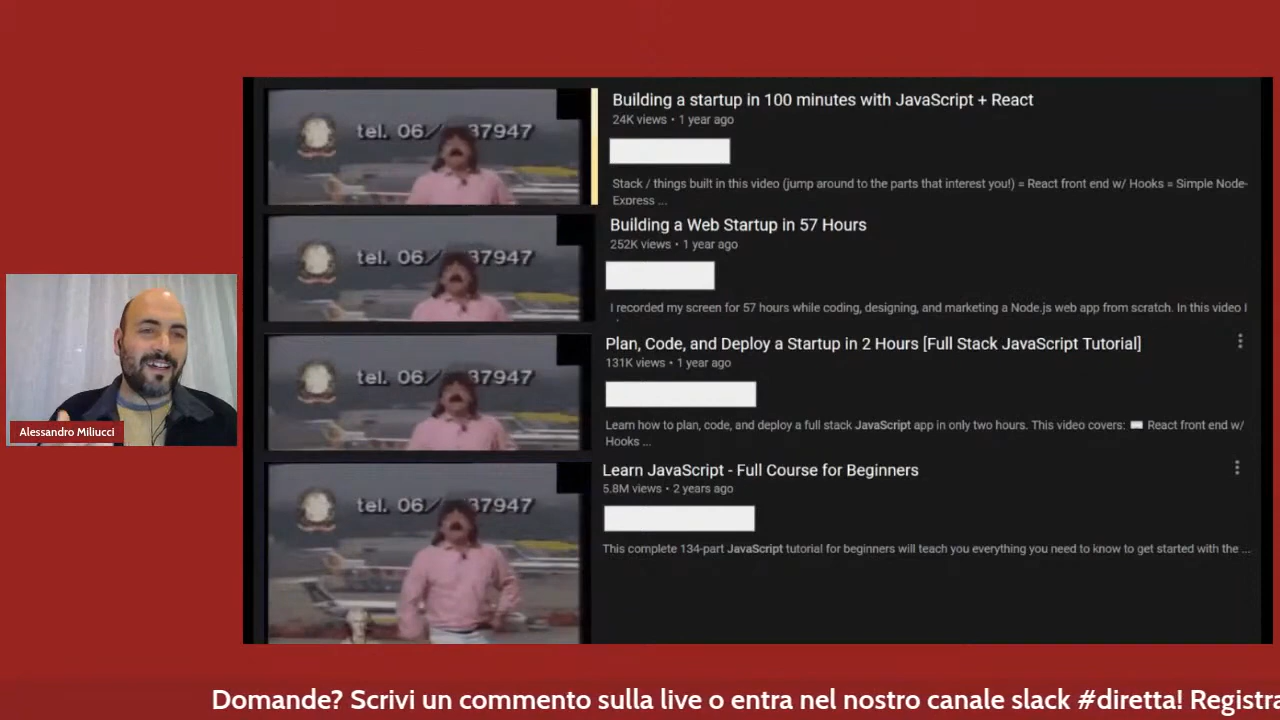 tel. 06/ 37947
Building a startup in 100 minutes with JavaScript + React
24K views • 1 year ago
Stack / things built in this video (jump around to the parts that interest you!) = React front end w/ Hooks = Simple Node-
Express ...
tel. 06/ 37947
Building a Web Startup in 57 Hours
252K views • 1 year ago
I recorded my screen for 57 hours while coding, designing, and marketing a Node.js web app from scratch. In this video I
tel. 06/ 37947
Plan, Code, and Deploy a Startup in 2 Hours [Full Stack JavaScript Tutorial]
131K views • 1 year ago
Learn how to plan, code, and deploy a full stack JavaScript app in only two hours. This video covers: React front end w/
Hooks ...
tel. 06/ 37947
Learn JavaScript - Full Course for Beginners
5.8M views • 2 years ago
This complete 134-part JavaScript tutorial for beginners will teach you everything you need to know to get started with the ...
Alessandro Miliucci
Domande? Scrivi un commento sulla live o entra nel nostro canale slack #diretta! Registra